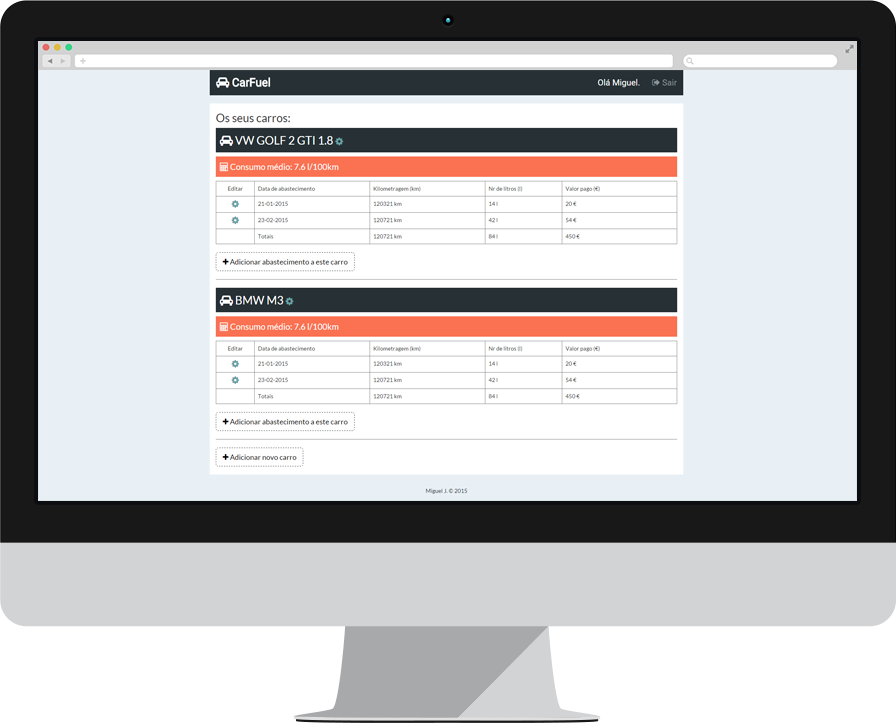 CarFuel
Olá Miguel. Sair
Os seus carros:
VW GOLF 2 GTI 1.8
Consumo médio: 7.6 l/100km
Editar Data de abastecimento Kilometragem (km) Nr de litros (l) Valor pago (€)
21-01-2015 120321 km 14 l 20 €
23-02-2015 120721 km 42 l 54 €
Totais 120721 km 84 l 450 €
+ Adicionar abastecimento a este carro
BMW M3
Consumo médio: 7.6 l/100km
Editar Data de abastecimento Kilometragem (km) Nr de litros (l) Valor pago (€)
21-01-2015 120321 km 14 l 20 €
23-02-2015 120721 km 42 l 54 €
Totais 120721 km 84 l 450 €
+ Adicionar abastecimento a este carro
+ Adicionar novo carro
Miguel J. © 2015